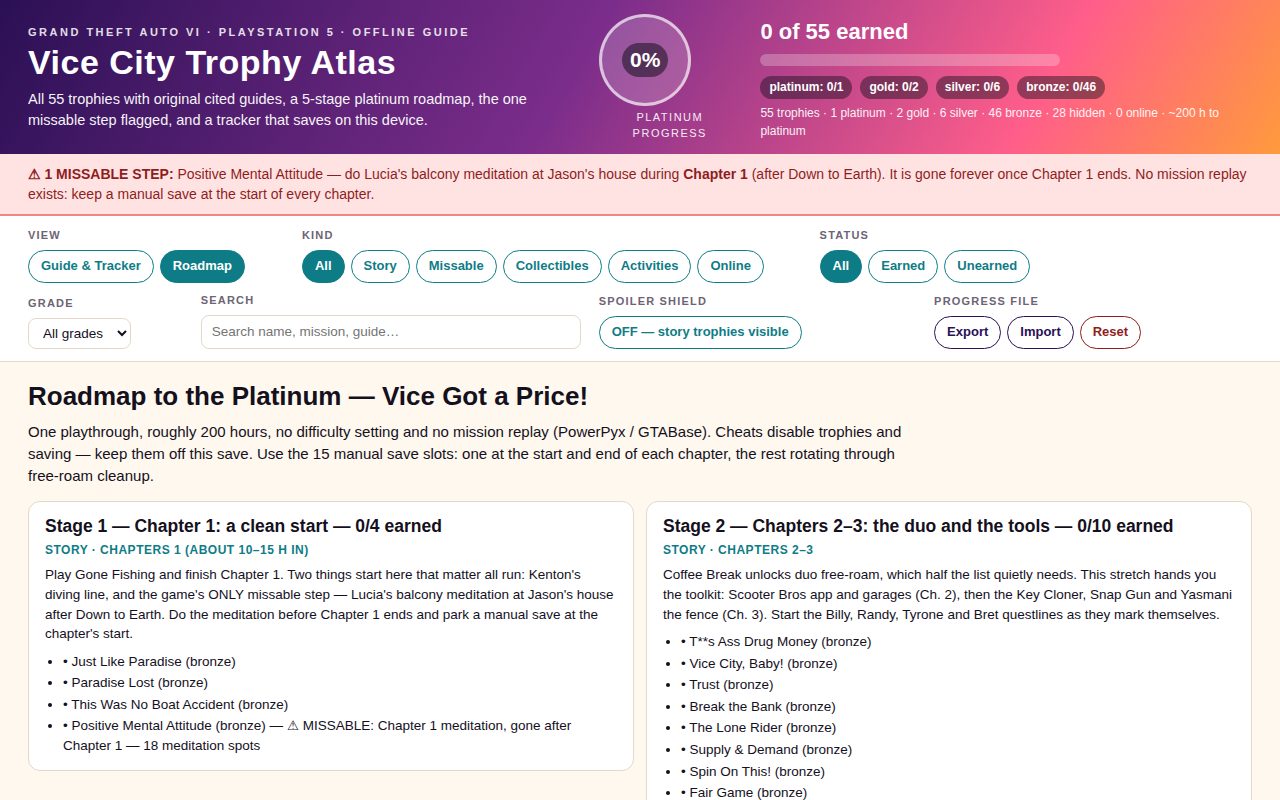 GRAND THEFT AUTO VI · PLAYSTATION 5 · OFFLINE GUIDE
Vice City Trophy Atlas
All 55 trophies with original cited guides, a 5-stage platinum roadmap, the one
missable step flagged, and a tracker that saves on this device.
0%
PLATINUM
PROGRESS
0 of 55 earned
platinum: 0/1 gold: 0/2 silver: 0/6 bronze: 0/46
55 trophies · 1 platinum · 2 gold · 6 silver · 46 bronze · 28 hidden · 0 online · ~200 h to
platinum
⚠ 1 MISSABLE STEP: Positive Mental Attitude — do Lucia's balcony meditation at Jason's house during Chapter 1 (after Down to Earth). It is gone forever once Chapter 1 ends. No mission replay
exists: keep a manual save at the start of every chapter.
VIEW
Guide & Tracker Roadmap
KIND
All Story Missable Collectibles Activities Online
STATUS
All Earned Unearned
GRADE
All grades
SEARCH
Search name, mission, guide…
SPOILER SHIELD
OFF — story trophies visible
PROGRESS FILE
Export Import Reset
Roadmap to the Platinum — Vice Got a Price!
One playthrough, roughly 200 hours, no difficulty setting and no mission replay (PowerPyx / GTABase). Cheats disable trophies and
saving — keep them off this save. Use the 15 manual save slots: one at the start and end of each chapter, the rest rotating through
free-roam cleanup.
Stage 1 — Chapter 1: a clean start — 0/4 earned
STORY · CHAPTERS 1 (ABOUT 10–15 H IN)
Play Gone Fishing and finish Chapter 1. Two things start here that matter all run: Kenton's
diving line, and the game's ONLY missable step — Lucia's balcony meditation at Jason's house
after Down to Earth. Do the meditation before Chapter 1 ends and park a manual save at the
chapter's start.
• • Just Like Paradise (bronze)
• • Paradise Lost (bronze)
• • This Was No Boat Accident (bronze)
• • Positive Mental Attitude (bronze) — ⚠ MISSABLE: Chapter 1 meditation, gone after
Chapter 1 — 18 meditation spots
Stage 2 — Chapters 2–3: the duo and the tools — 0/10 earned
STORY · CHAPTERS 2–3
Coffee Break unlocks duo free-roam, which half the list quietly needs. This stretch hands you
the toolkit: Scooter Bros app and garages (Ch. 2), then the Key Cloner, Snap Gun and Yasmani
the fence (Ch. 3). Start the Billy, Randy, Tyrone and Bret questlines as they mark themselves.
• • T**s Ass Drug Money (bronze)
• • Vice City, Baby! (bronze)
• • Trust (bronze)
• • Break the Bank (bronze)
• • The Lone Rider (bronze)
• • Supply & Demand (bronze)
• • Spin On This! (bronze)
• • Fair Game (bronze)